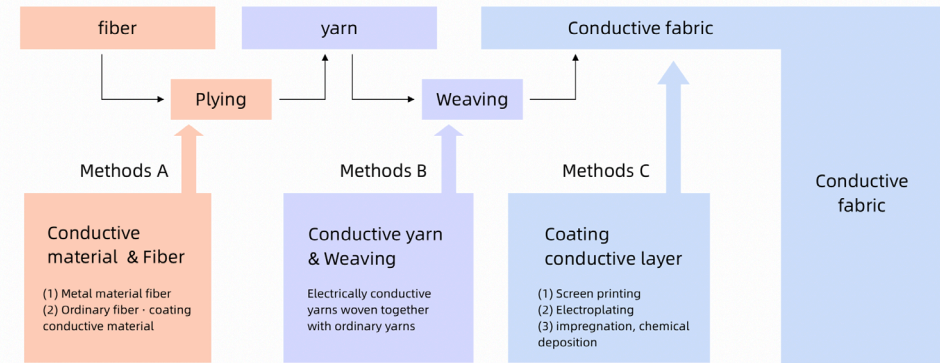 fiber
yarn
Conductive fabric
Plying
Weaving
Methods A
Methods B
Methods C
Conductive
material & Fiber
(1) Metal material fiber
(2) Ordinary fiber · coating
conductive material
Conductive yarn
& Weaving
Electrically conductive
yarns woven together
with ordinary yarns
Coating
conductive layer
(1) Screen printing
(2) Electroplating
(3) impregnation, chemical
deposition
Conductive
fabric